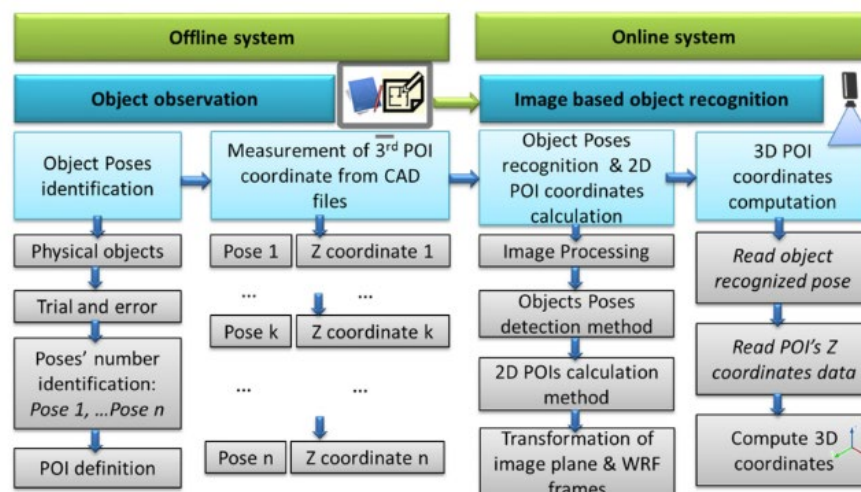 Offline system
Online system
Object observation
Image based object recognition
Object Poses
identification
Measurement of 3rd POI
coordinate from CAD
files
Object Poses
recognition & 2D
POI coordinates
calculation
3D POI
coordinates
computation
Physical objects
Trial and error
Poses' number
identification:
Pose 1, ...Pose n
POI definition
Pose 1
Z coordinate 1
...
...
Pose k
Z coordinate k
...
...
Pose n
Z coordinate n
Image Processing
Objects Poses
detection method
2D POIs calculation
method
Transformation of
image plane & WRF
frames
Read object
recognized pose
Read POI's Z
coordinates data
Compute 3D
coordinates